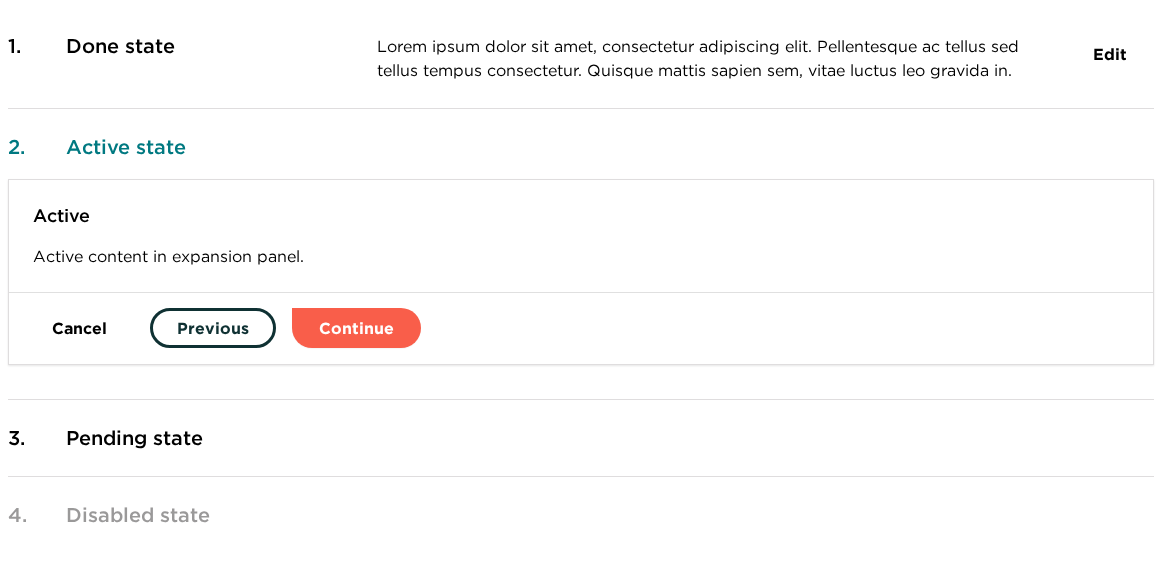 1. Done state
Lorem ipsum dolor sit amet, consectetur adipiscing elit. Pellentesque ac tellus sed
tellus tempus consectetur. Quisque mattis sapien sem, vitae luctus leo gravida in.
Edit
2. Active state
Active
Active content in expansion panel.
Cancel Previous Continue
3. Pending state
4. Disabled state